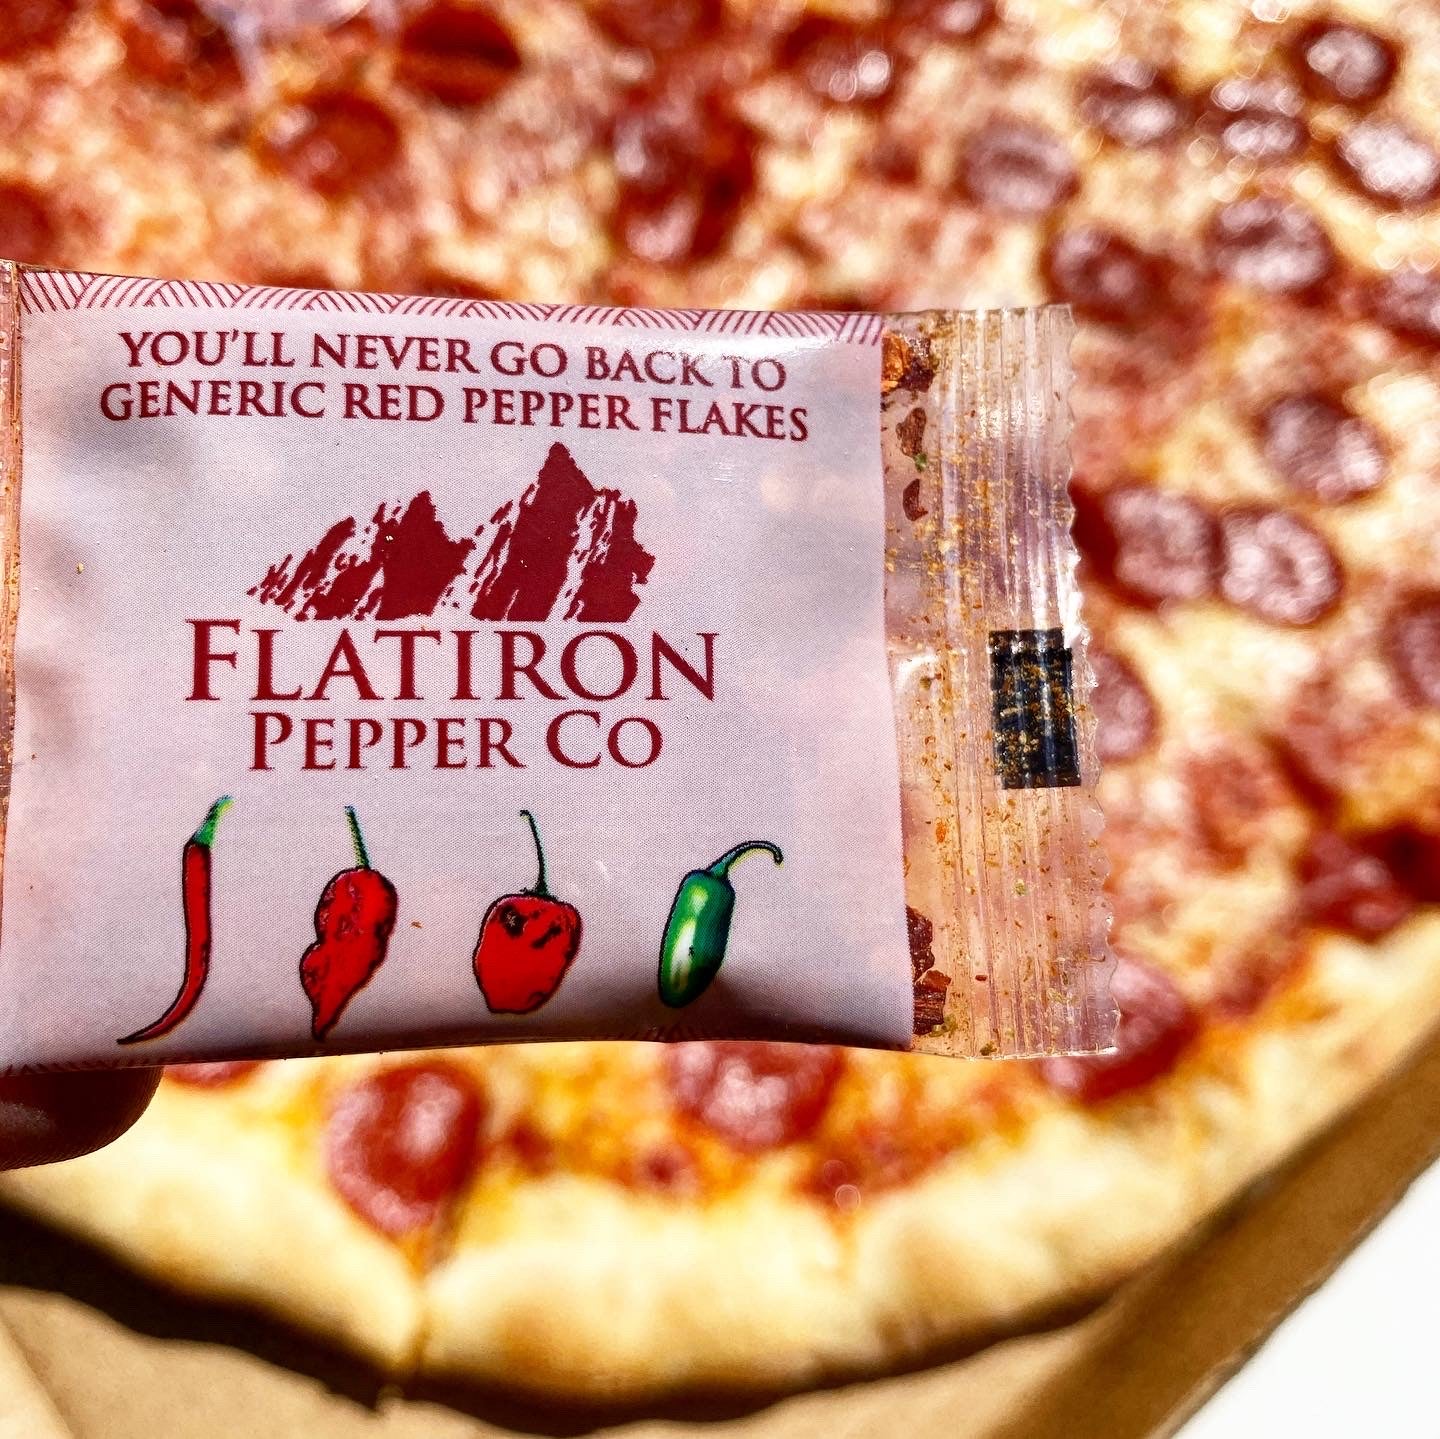 YOU'LL NEVER GO BACK TO
GENERIC RED PEPPER FLAKES
FLATIRON
PEPPER CO